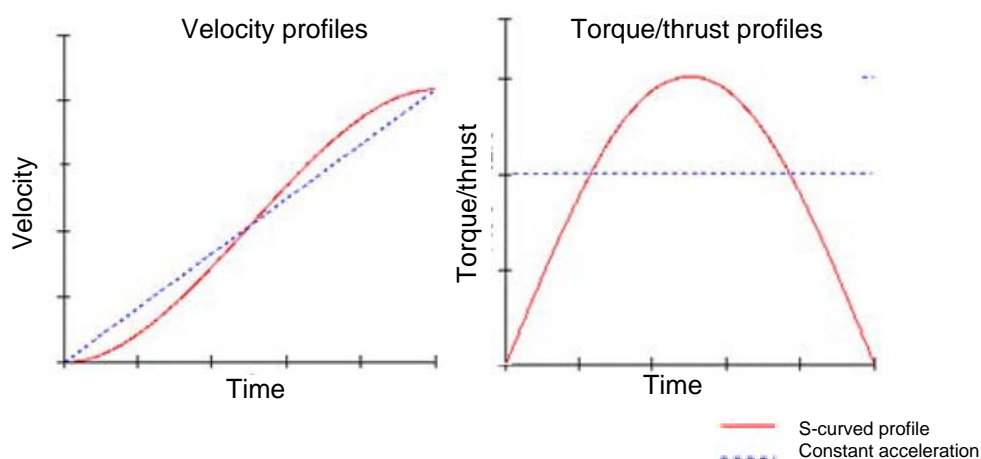 Velocity profiles
Velocity
Time
Torque/thrust profiles
Torque/thrust
Time
S-curved profile
Constant acceleration